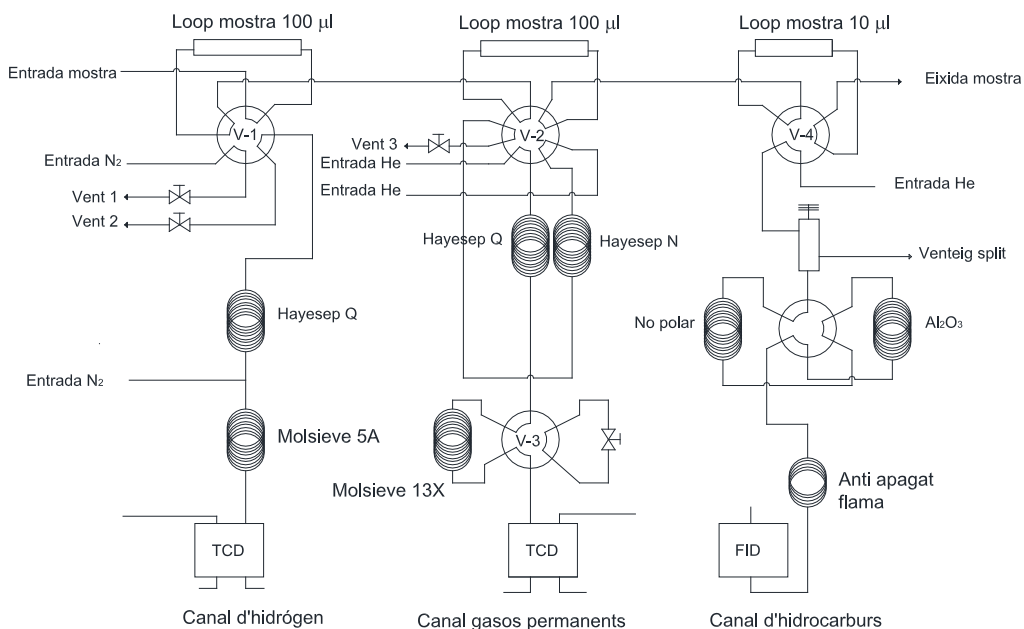 Loop mostra 100 µl
Loop mostra 100 µl
Loop mostra 10 µl
Entrada mostra
Eixida mostra
V-1
V-2
V-4
Vent 3
Entrada N₂
Entrada He
Entrada He
Entrada He
Vent 1
Vent 2
Hayesep Q
Hayesep N
Venteig split
Hayesep Q
No polar
Al₂O₃
Entrada N₂
Molsieve 5A
V-3
Molsieve 13X
Anti apagat
flama
TCD
TCD
FID
Canal d'hidrógen
Canal gasos permanents
Canal d'hidrocarburs